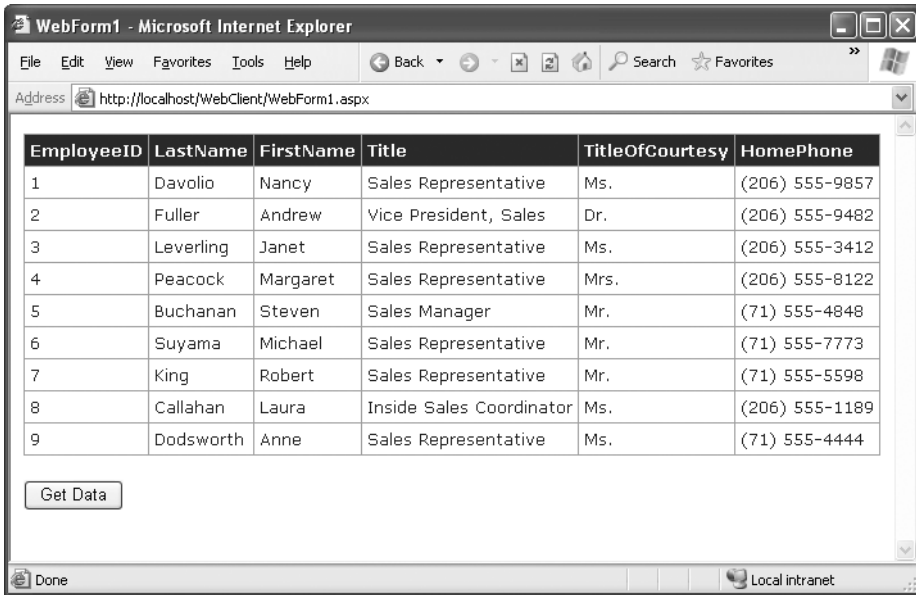 WebForm1 - Microsoft Internet Explorer
File Edit View Favorites Tools Help Back Search Favorites »
Address http://localhost/WebClient/WebForm1.aspx
EmployeeID LastName FirstName Title TitleOfCourtesy HomePhone
1 Davolio Nancy Sales Representative Ms. (206) 555-9857
2 Fuller Andrew Vice President, Sales Dr. (206) 555-9482
3 Leverling Janet Sales Representative Ms. (206) 555-3412
4 Peacock Margaret Sales Representative Mrs. (206) 555-8122
5 Buchanan Steven Sales Manager Mr. (71) 555-4848
6 Suyama Michael Sales Representative Mr. (71) 555-7773
7 King Robert Sales Representative Mr. (71) 555-5598
8 Callahan Laura Inside Sales Coordinator Ms. (206) 555-1189
9 Dodsworth Anne Sales Representative Ms. (71) 555-4444
Get Data
Done Local intranet